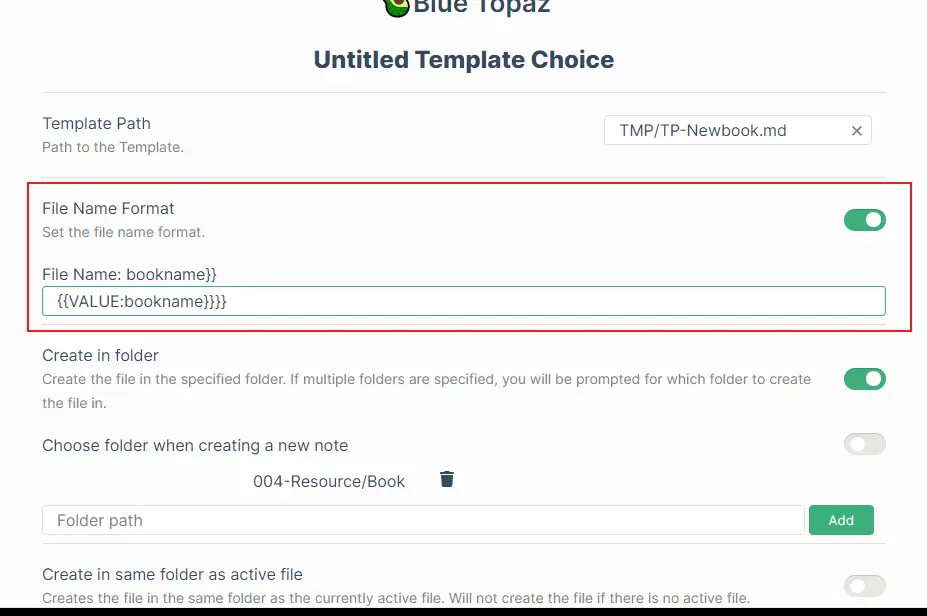 Blue Topaz
Untitled Template Choice
Template Path
TMP/TP-Newbook.md ×
Path to the Template.
File Name Format
Set the file name format.
File Name: bookname}}
{{VALUE:bookname}}}}
Create in folder
Create the file in the specified folder. If multiple folders are specified, you will be prompted for which folder to create
the file in.
Choose folder when creating a new note
004-Resource/Book
Folder path
Add
Create in same folder as active file
Creates the file in the same folder as the currently active file. Will not create the file if there is no active file.